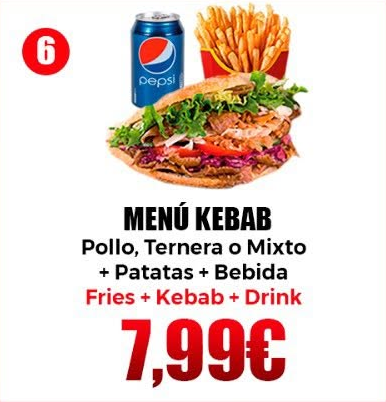 6
pepsi
MENÚ KEBAB
Pollo, Ternera o Mixto
+ Patatas + Bebida
Fries + Kebab + Drink
7,99€